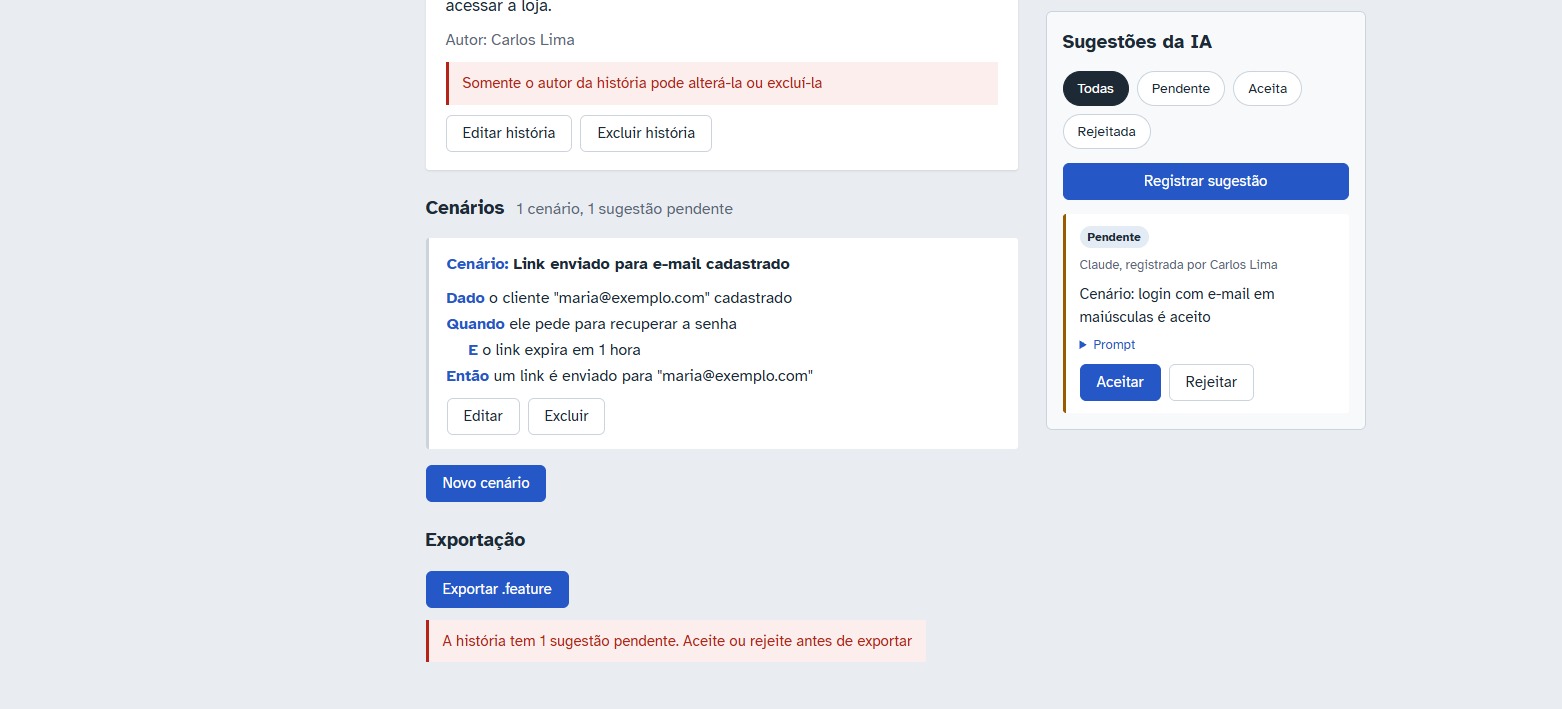 acessar a loja.
Autor: Carlos Lima
Somente o autor da história pode alterá-la ou excluí-la
Editar história
Excluir história
Cenários
1 cenário, 1 sugestão pendente
Cenário: Link enviado para e-mail cadastrado
Dado o cliente "maria@exemplo.com" cadastrado
Quando ele pede para recuperar a senha
E o link expira em 1 hora
Então um link é enviado para "maria@exemplo.com"
Editar
Excluir
Novo cenário
Exportação
Exportar .feature
A história tem 1 sugestão pendente. Aceite ou rejeite antes de exportar
Sugestões da IA
Todas
Pendente
Aceita
Rejeitada
Registrar sugestão
Pendente
Claude, registrada por Carlos Lima
Cenário: login com e-mail em
maiúsculas é aceito
Prompt
Aceitar
Rejeitar